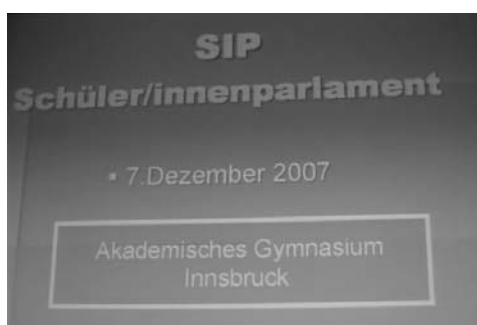 SIP
Schüler/innenparlament
▪ 7.Dezember 2007
Akademisches Gymnasium
Innsbruck